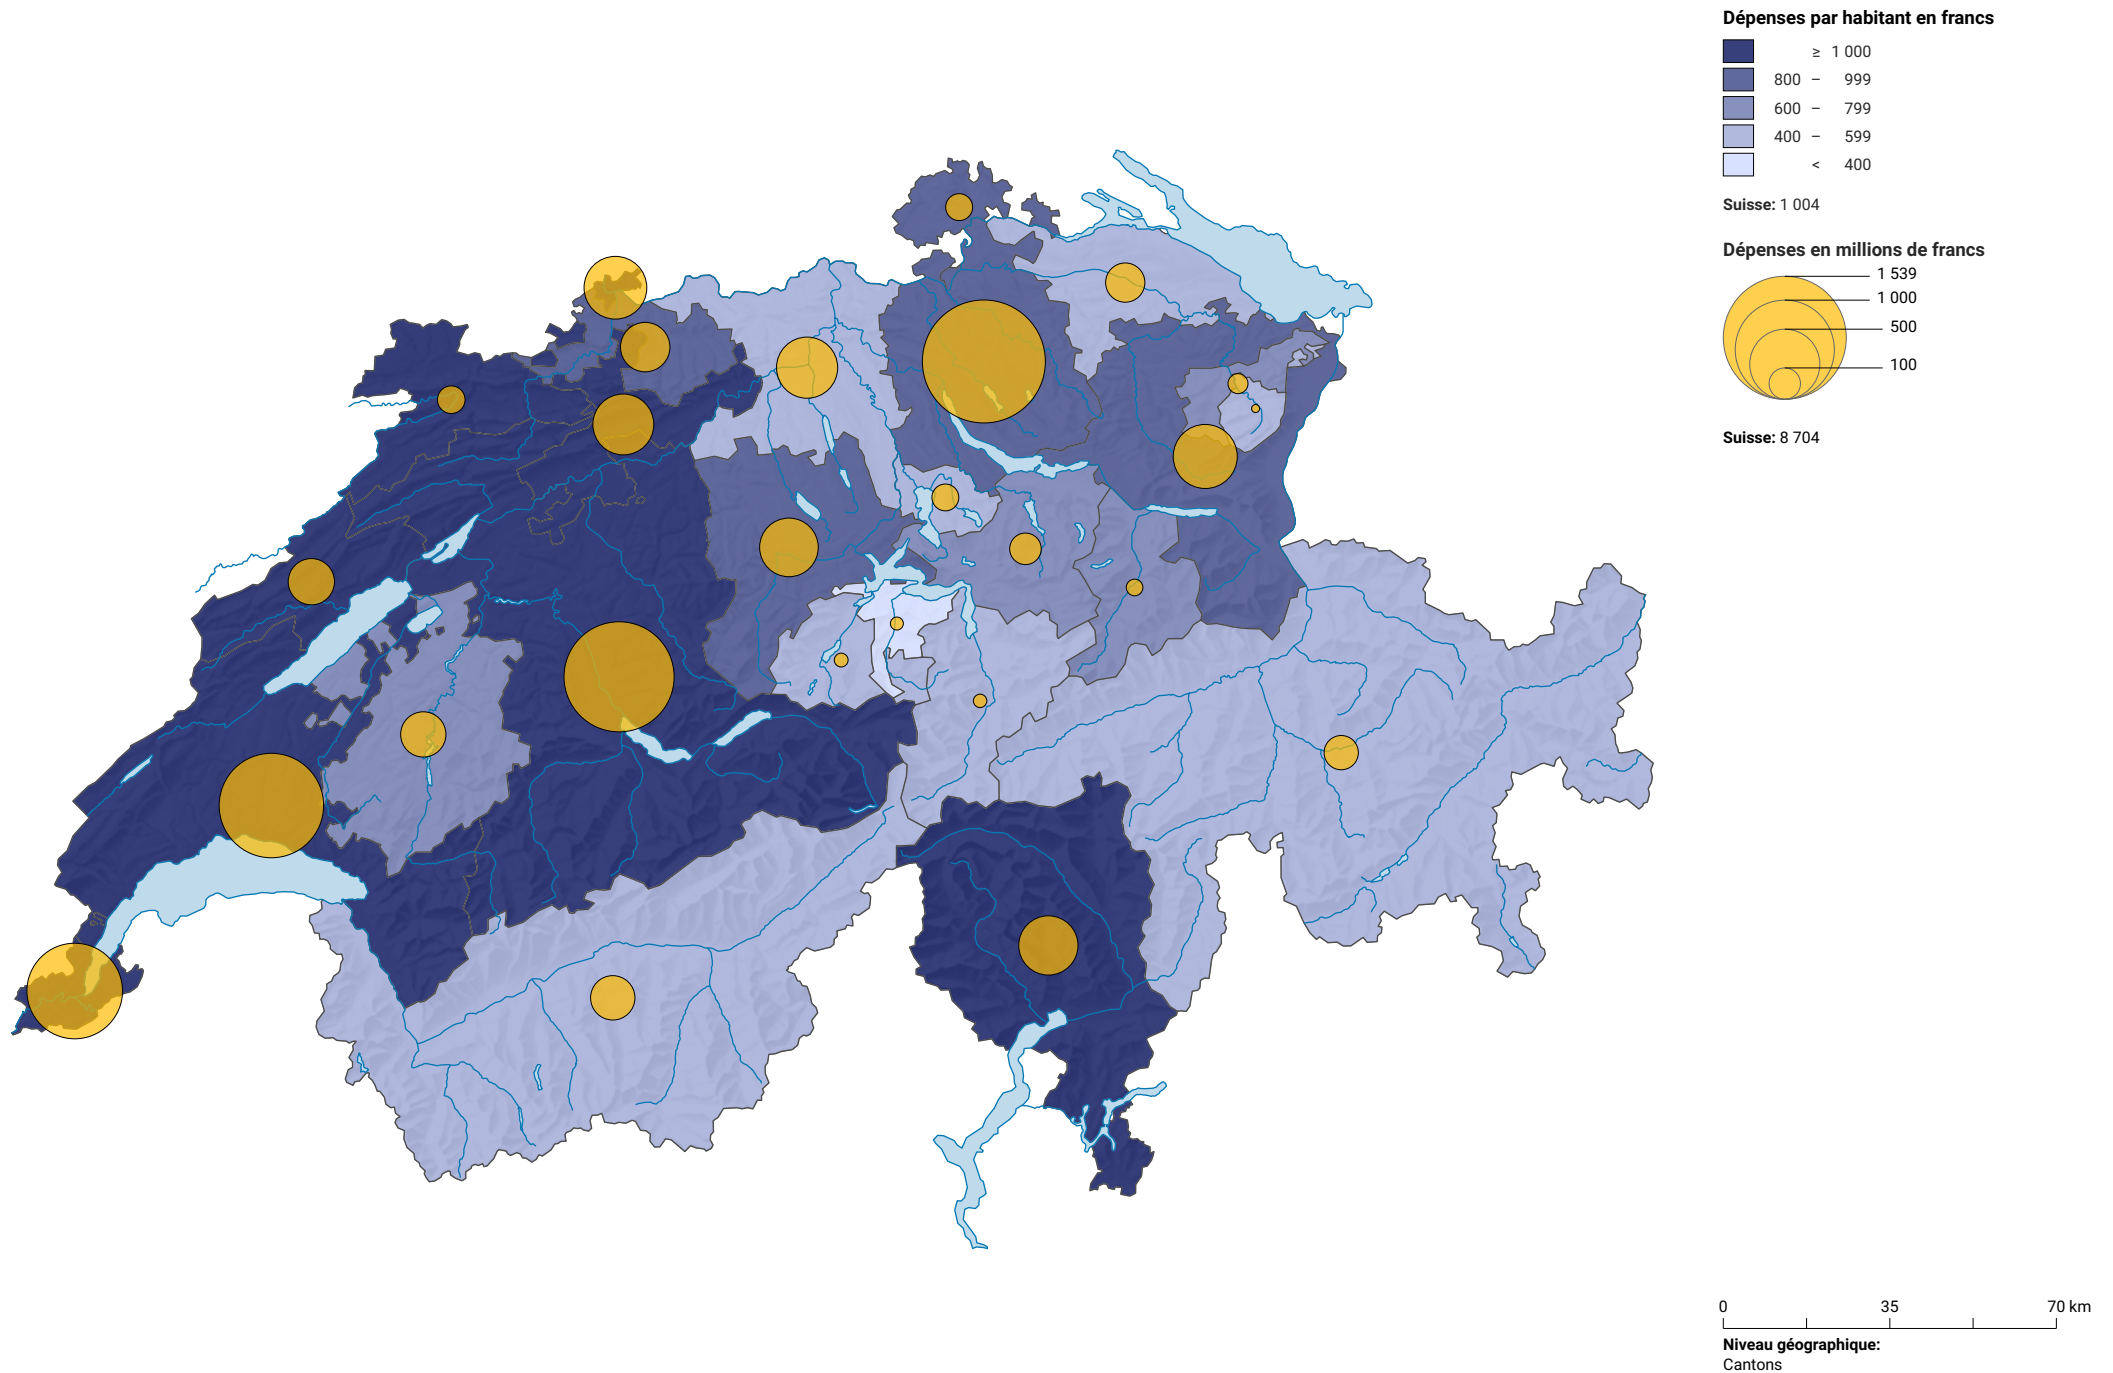 Dépenses par habitant en francs
≥ 1 000
800 – 999
600 – 799
400 – 599
< 400
Suisse: 1 004
Dépenses en millions de francs
1 539
1 000
500
100
Suisse: 8 704
0 35 70 km
Niveau géographique:
Cantons